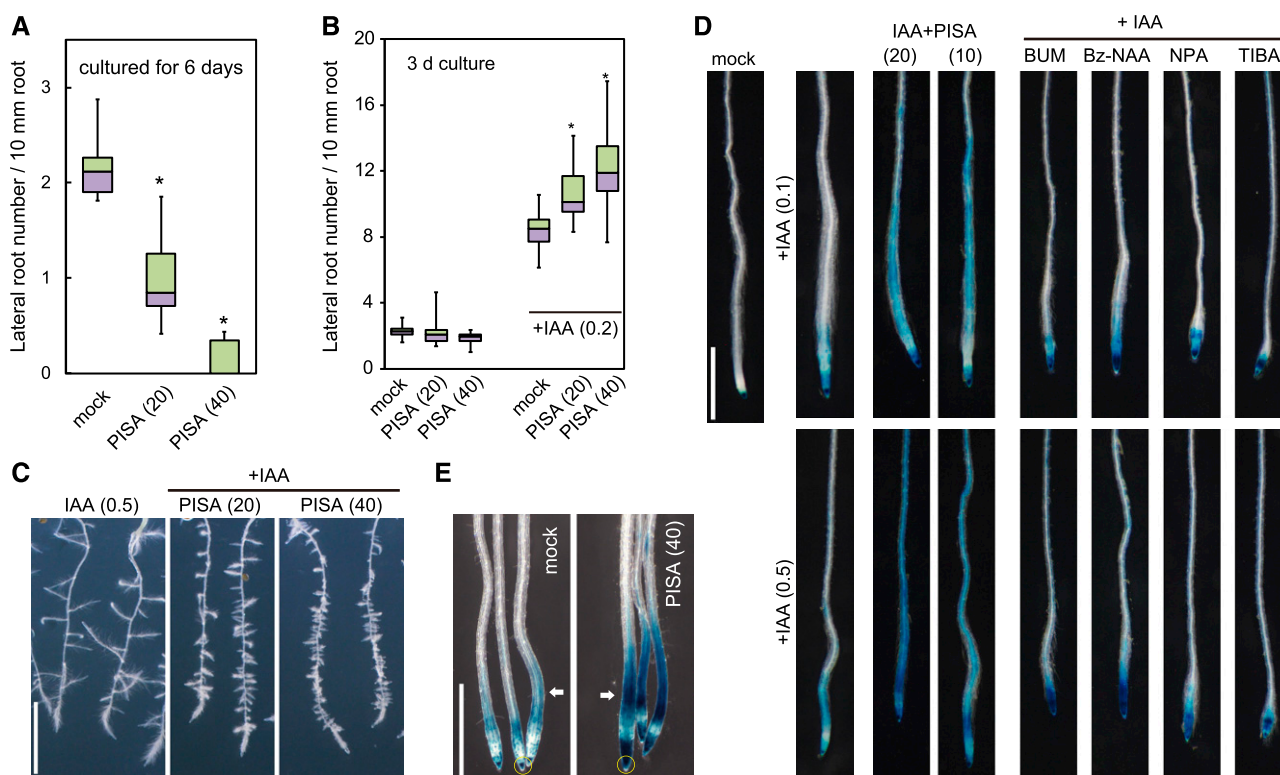 A
cultured for 6 days
Lateral root number / 10 mm root
3
2
1
0
*
*
mock
PISA (20)
PISA (40)
B
3 d culture
Lateral root number / 10 mm root
20
16
12
8
4
0
*
*
+IAA (0.2)
mock
PISA (20)
PISA (40)
mock
PISA (20)
PISA (40)
C
+IAA
IAA (0.5)
PISA (20)
PISA (40)
D
mock
IAA+PISA
(20)
(10)
+ IAA
BUM
Bz-NAA
NPA
TIBA
+IAA (0.1)
+IAA (0.5)
E
mock
PISA (40)